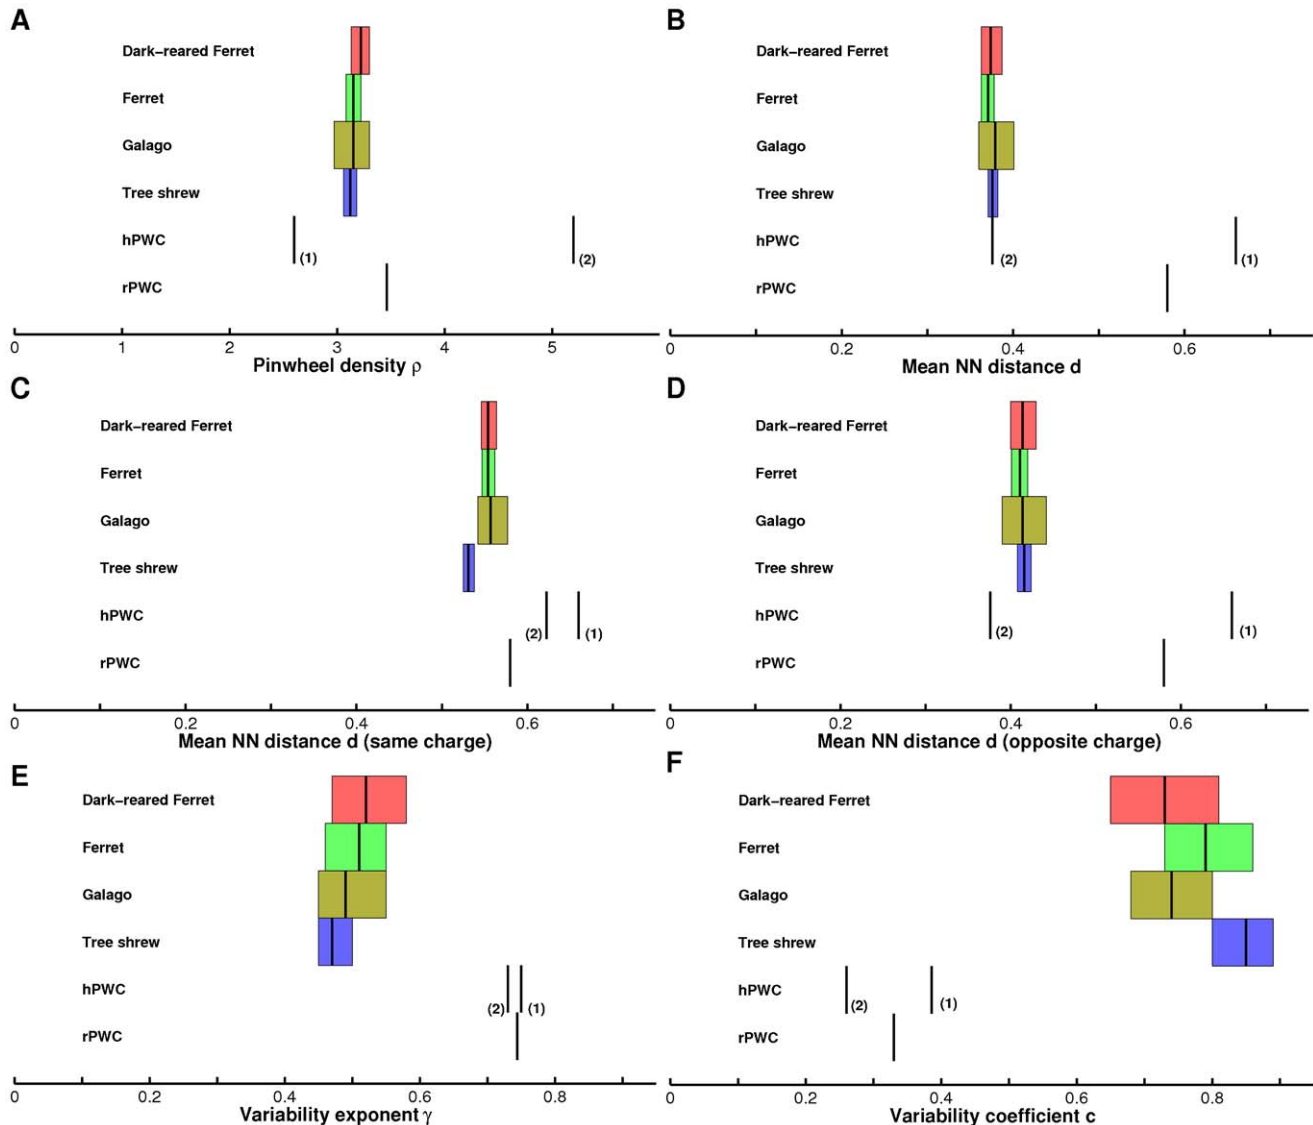 A
Dark-reared Ferret
Ferret
Galago
Tree shrew
hPWC
(1)
(2)
rPWC
0 1 2 3 4 5
Pinwheel density ρ
B
Dark-reared Ferret
Ferret
Galago
Tree shrew
hPWC
(2)
(1)
rPWC
0 0.2 0.4 0.6
Mean NN distance d
C
Dark-reared Ferret
Ferret
Galago
Tree shrew
hPWC
(2)
(1)
rPWC
0 0.2 0.4 0.6
Mean NN distance d (same charge)
D
Dark-reared Ferret
Ferret
Galago
Tree shrew
hPWC
(2)
(1)
rPWC
0 0.2 0.4 0.6
Mean NN distance d (opposite charge)
E
Dark-reared Ferret
Ferret
Galago
Tree shrew
hPWC
(2)
(1)
rPWC
0 0.2 0.4 0.6 0.8
Variability exponent γ
F
Dark-reared Ferret
Ferret
Galago
Tree shrew
hPWC
(2)
(1)
rPWC
0 0.2 0.4 0.6 0.8
Variability coefficient c